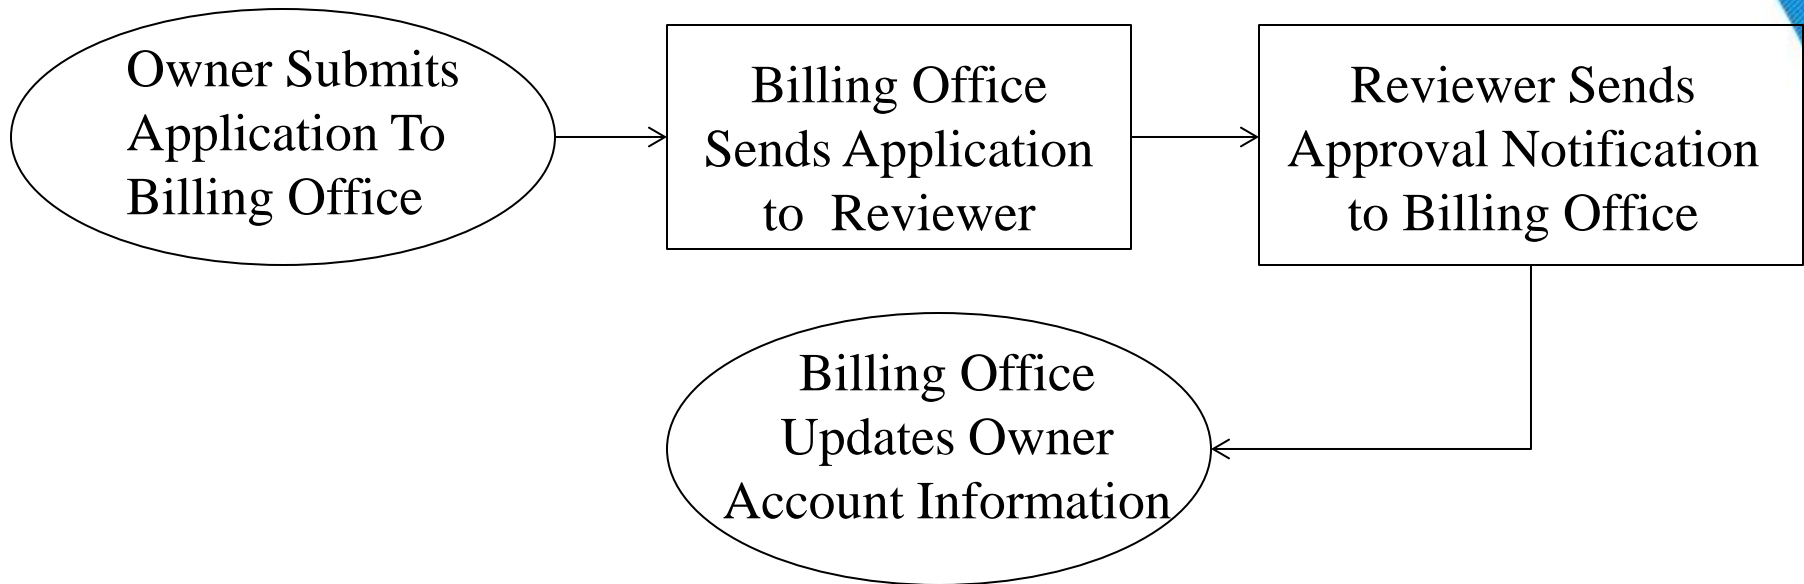 Owner Submits
Application To
Billing Office
Billing Office
Sends Application
to  Reviewer
Reviewer Sends
Approval Notification
to Billing Office
Billing Office
Updates Owner
Account Information